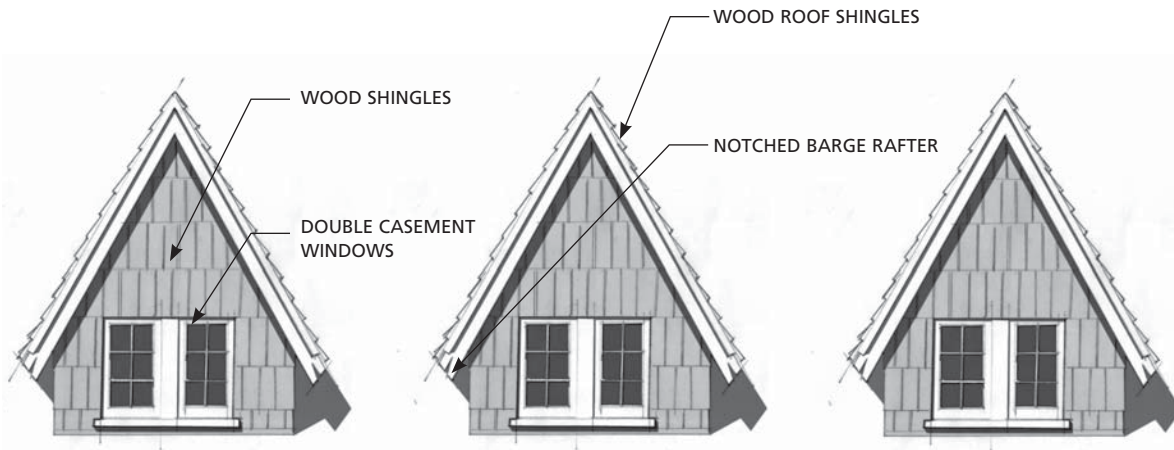 WOOD ROOF SHINGLES
WOOD SHINGLES
NOTCHED BARGE RAFTER
DOUBLE CASEMENT
WINDOWS